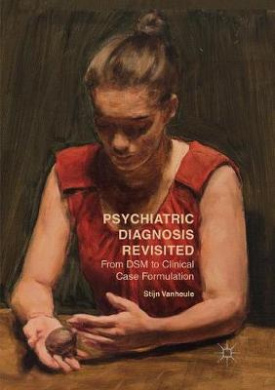 PSYCHIATRIC
DIAGNOSIS
REVISITED
From DSM to Clinical
Case Formulation
Stijn Vanheule